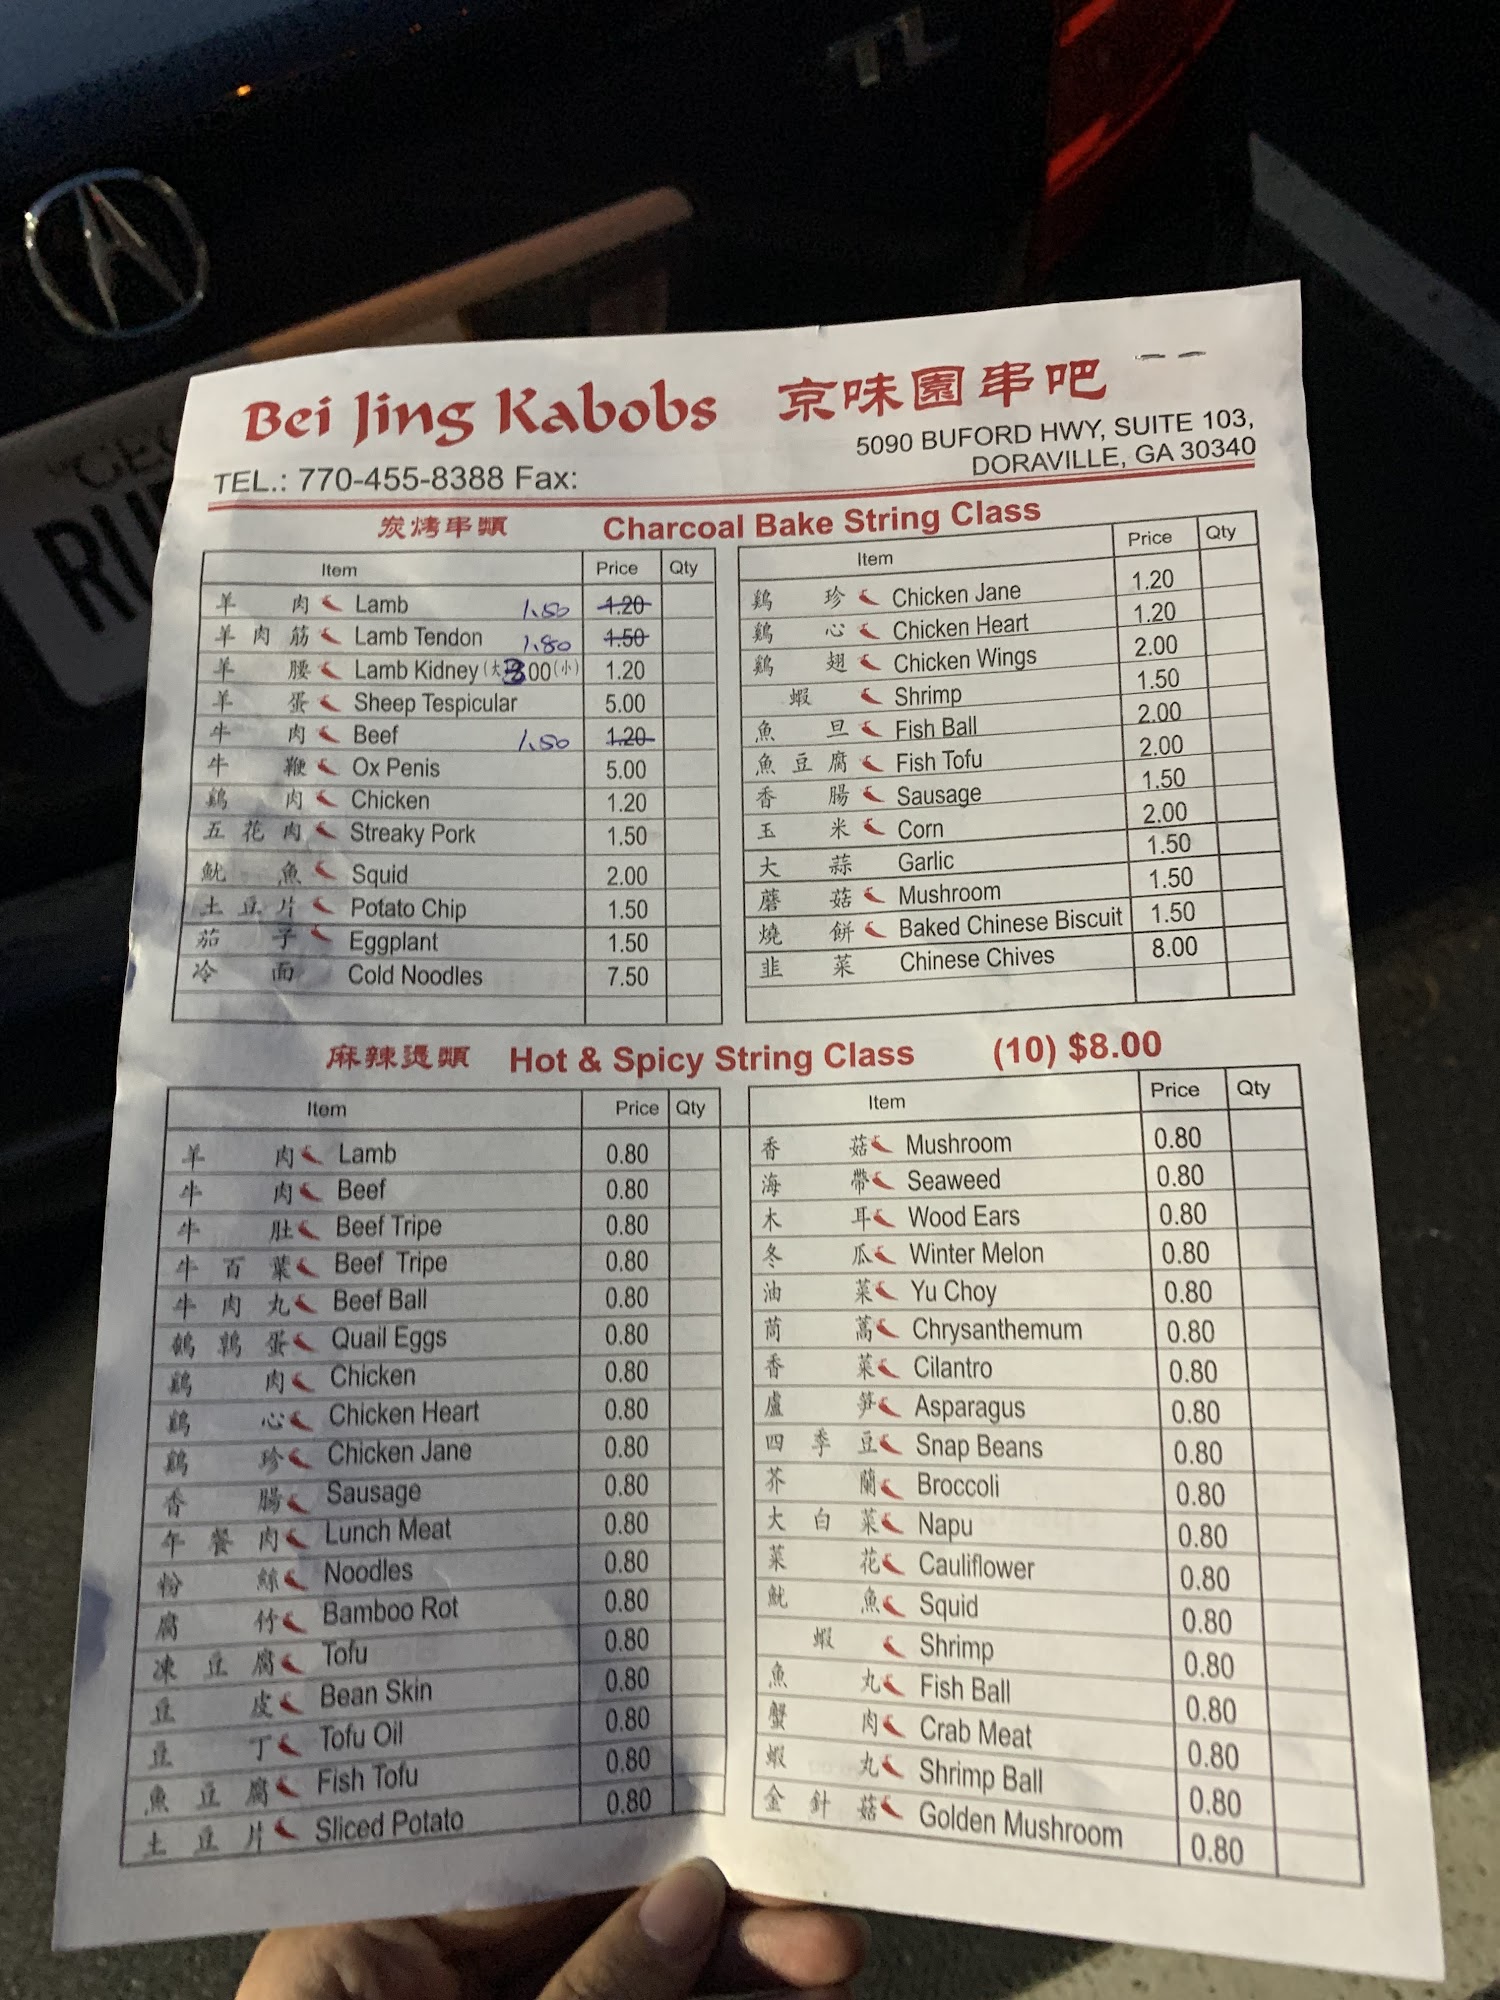 TL
Bei Jing Kabobs 京味園串吧
5090 BUFORD HWY, SUITE 103,
DORAVILLE, GA 30340
TEL.: 770-455-8388 Fax:
炭烤串類 Charcoal Bake String Class
Item Price Qty
羊肉 Lamb 1.50 1.20
羊肉筋 Lamb Tendon 1.80 1.50
羊腰 Lamb Kidney (大3.00(小) 1.20
羊蛋 Sheep Tespicular 5.00
牛肉 Beef 1.50 1.20
牛鞭 Ox Penis 5.00
鷄肉 Chicken 1.20
五花肉 Streaky Pork 1.50
魷魚 Squid 2.00
土豆片 Potato Chip 1.50
茄子 Eggplant 1.50
冷面 Cold Noodles 7.50
Item Price Qty
鷄珍 Chicken Jane 1.20
鷄心 Chicken Heart 1.20
鷄翅 Chicken Wings 2.00
蝦 Shrimp 1.50
魚旦 Fish Ball 2.00
魚豆腐 Fish Tofu 2.00
香腸 Sausage 1.50
玉米 Corn 2.00
大蒜 Garlic 1.50
蘑菇 Mushroom 1.50
燒餅 Baked Chinese Biscuit 1.50
韭菜 Chinese Chives 8.00
麻辣燙類 Hot & Spicy String Class (10) $8.00
Item Price Qty
羊肉 Lamb 0.80
牛肉 Beef 0.80
牛肚 Beef Tripe 0.80
牛百葉 Beef Tripe 0.80
牛肉丸 Beef Ball 0.80
鵪鶉蛋 Quail Eggs 0.80
鷄肉 Chicken 0.80
鷄心 Chicken Heart 0.80
鷄珍 Chicken Jane 0.80
香腸 Sausage 0.80
午餐肉 Lunch Meat 0.80
粉絲 Noodles 0.80
腐竹 Bamboo Rot 0.80
凍豆腐 Tofu 0.80
豆皮 Bean Skin 0.80
豆丁 Tofu Oil 0.80
魚豆腐 Fish Tofu 0.80
土豆片 Sliced Potato 0.80
Item Price Qty
香菇 Mushroom 0.80
海帶 Seaweed 0.80
木耳 Wood Ears 0.80
冬瓜 Winter Melon 0.80
油菜 Yu Choy 0.80
茼蒿 Chrysanthemum 0.80
香菜 Cilantro 0.80
蘆笋 Asparagus 0.80
四季豆 Snap Beans 0.80
芥蘭 Broccoli 0.80
大白菜 Napu 0.80
菜花 Cauliflower 0.80
魷魚 Squid 0.80
蝦 Shrimp 0.80
魚丸 Fish Ball 0.80
蟹肉 Crab Meat 0.80
蝦丸 Shrimp Ball 0.80
金針菇 Golden Mushroom 0.80